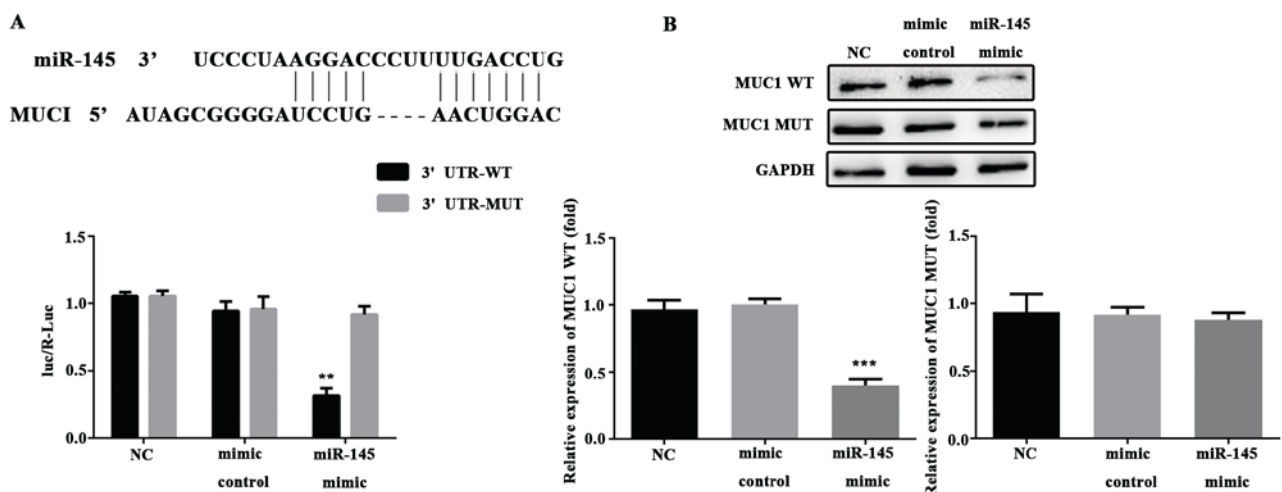 A
miR-145 3’ UCCCUAAGGACCCUUUUGACCUG
MUCI 5’ AUAGCGGGGAUCCUG----AACUGGAC
3' UTR-WT
3' UTR-MUT
luc/R-Luc
1.5
1.0
0.5
0.0
**
NC
mimic control
miR-145 mimic
B
NC
mimic control
miR-145 mimic
MUC1 WT
MUC1 MUT
GAPDH
Relative expression of MUC1 WT (fold)
1.5
1.0
0.5
0.0
***
NC
mimic control
miR-145 mimic
Relative expression of MUC1 MUT (fold)
1.5
1.0
0.5
0.0
NC
mimic control
miR-145 mimic